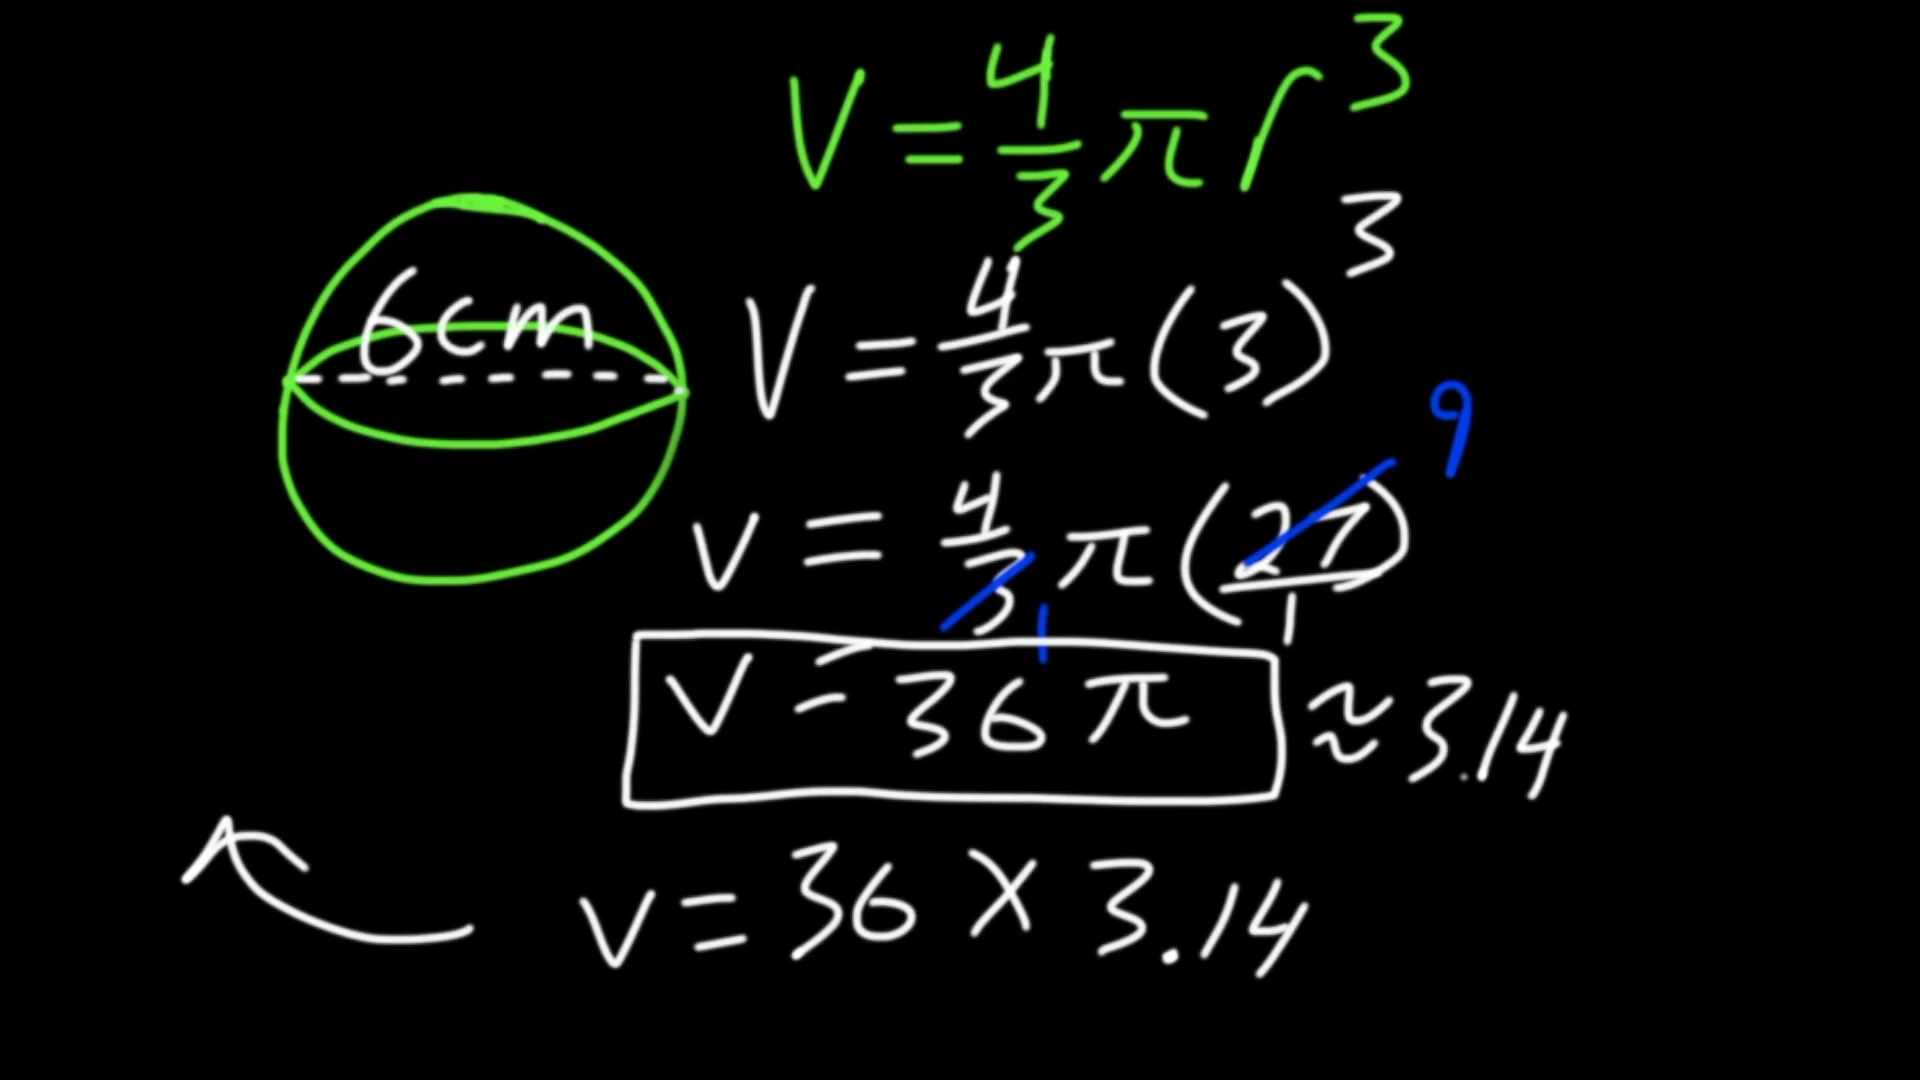 V = 4/3 π r³
6cm
V = 4/3 π (3)³
9
V = 4/3 π (27/1)
1
V = 36 π ≈ 3.14
V = 36 × 3.14